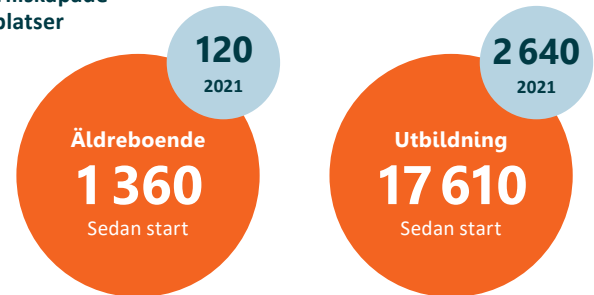 platser
120
2021
Äldreboende
1 360
Sedan start
2 640
2021
Utbildning
17 610
Sedan start